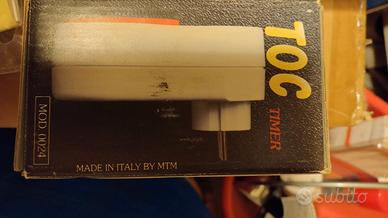 TOC
TIMER
MOD. 0024
MADE IN ITALY BY MTM
subito